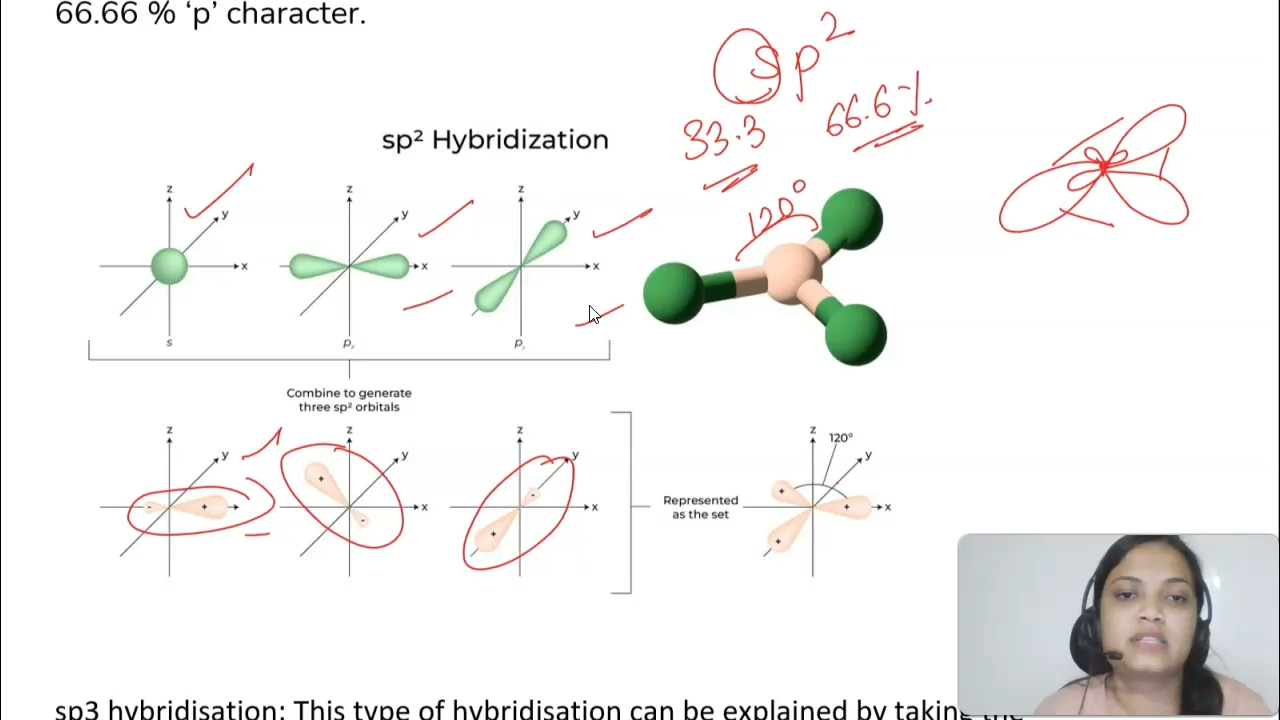 66.66 % ‘p’ character.
sp²
33.3 66.6%
120°
sp² Hybridization
z y x s
z y x pₓ
z y x pᵧ
Combine to generate
three sp² orbitals
z y x - +
z y x + -
z y x - +
Represented
as the set
z 120° y x + + +
sp3 hybridisation: This type of hybridisation can be explained by taking the